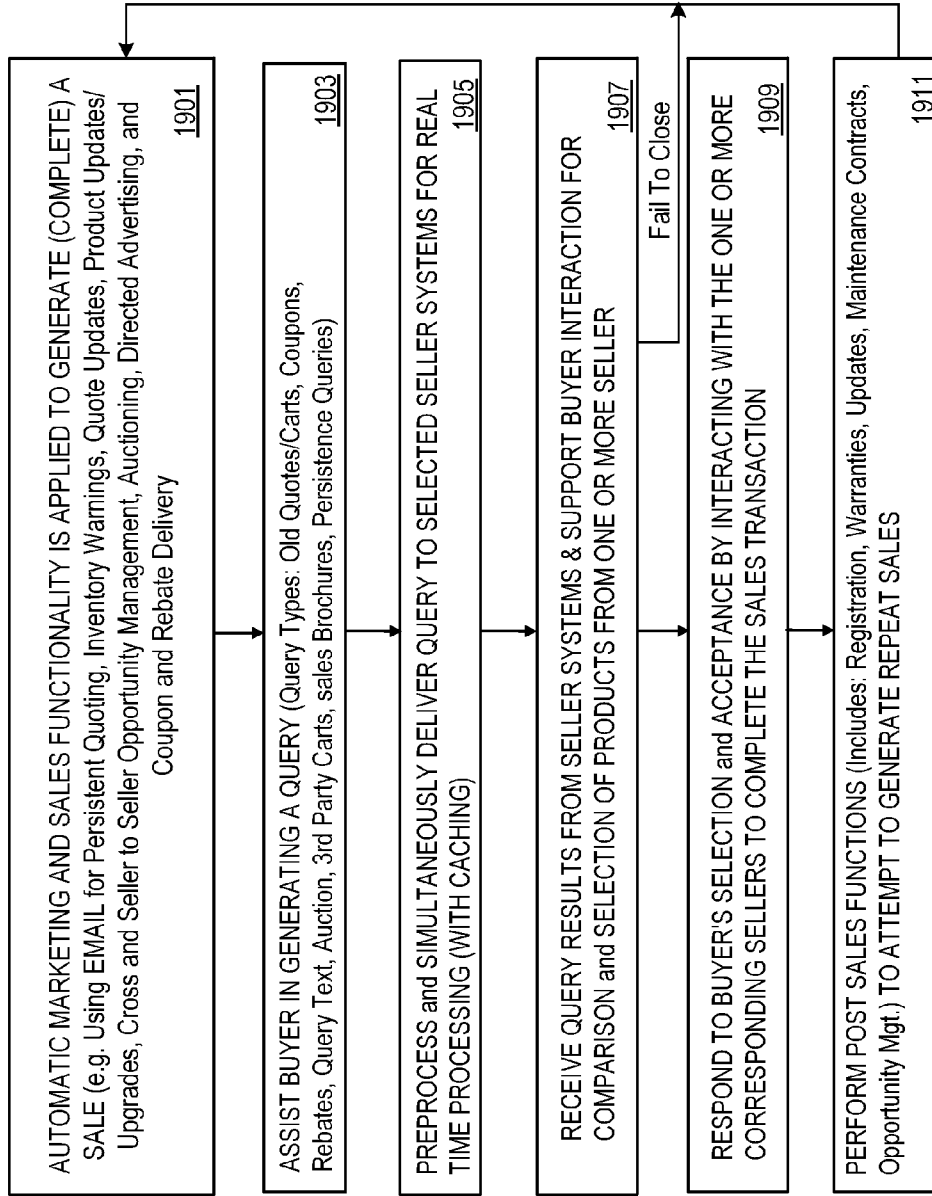 AUTOMATIC MARKETING AND SALES FUNCTIONALITY IS APPLIED TO GENERATE (COMPLETE) A
SALE (e.g. Using EMAIL for Persistent Quoting, Inventory Warnings, Quote Updates, Product Updates/
Upgrades, Cross and Seller to Seller Opportunity Management, Auctioning, Directed Advertising, and
Coupon and Rebate Delivery
1901
ASSIST BUYER IN GENERATING A QUERY (Query Types: Old Quotes/Carts, Coupons,
Rebates, Query Text, Auction, 3rd Party Carts, sales Brochures, Persistence Queries)
1903
PREPROCESS and SIMULTANEOUSLY DELIVER QUERY TO SELECTED SELLER SYSTEMS FOR REAL
TIME PROCESSING (WITH CACHING)
1905
RECEIVE QUERY RESULTS FROM SELLER SYSTEMS & SUPPORT BUYER INTERACTION FOR
COMPARISON and SELECTION OF PRODUCTS FROM ONE OR MORE SELLER
1907
Fail To Close
RESPOND TO BUYER'S SELECTION and ACCEPTANCE BY INTERACTING WITH THE ONE OR MORE
CORRESPONDING SELLERS TO COMPLETE THE SALES TRANSACTION
1909
PERFORM POST SALES FUNCTIONS (Includes: Registration, Warranties, Updates, Maintenance Contracts,
Opportunity Mgt.) TO ATTEMPT TO GENERATE REPEAT SALES
1911